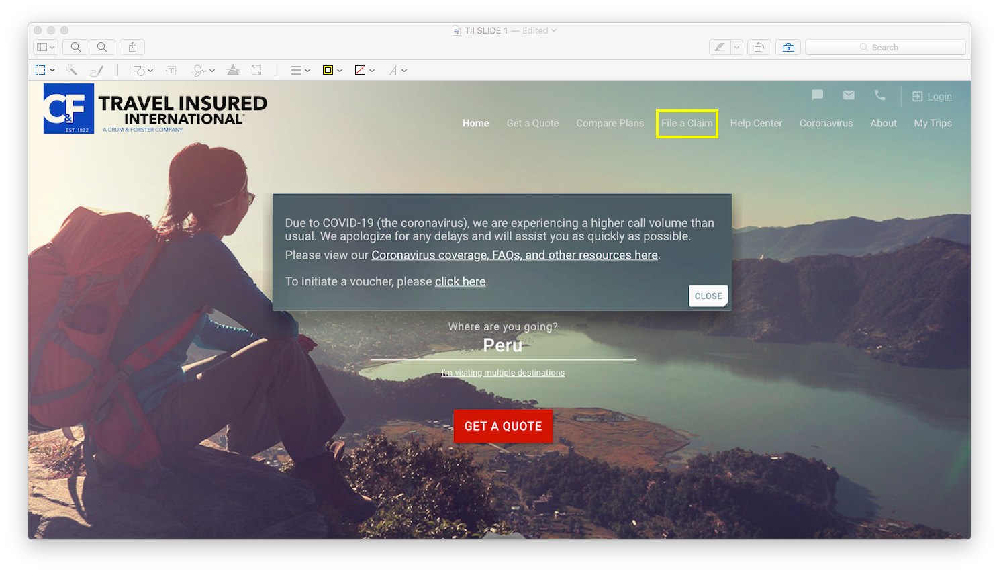 TII SLIDE 1 — Edited
Search
C&F
EST. 1822
TRAVEL INSURED
INTERNATIONAL®
A CRUM & FORSTER COMPANY
Login
Home Get a Quote Compare Plans File a Claim Help Center Coronavirus About My Trips
Due to COVID-19 (the coronavirus), we are experiencing a higher call volume than
usual. We apologize for any delays and will assist you as quickly as possible.
Please view our Coronavirus coverage, FAQs, and other resources here.
To initiate a voucher, please click here.
CLOSE
Where are you going?
Peru
I'm visiting multiple destinations
GET A QUOTE